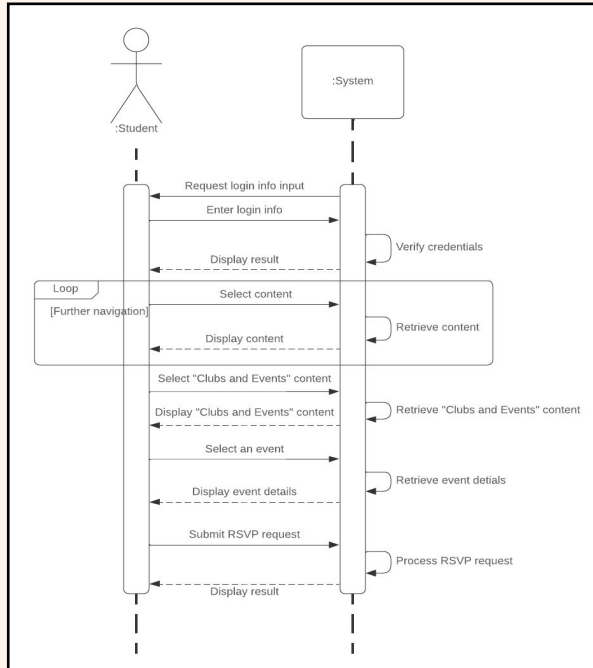 :System
:Student
Request login info input
Enter login info
Verify credentials
Display result
Loop
Select content
[Further navigation]
Retrieve content
Display content
Select "Clubs and Events" content
Display "Clubs and Events" content
Retrieve "Clubs and Events" content
Select an event
Retrieve event detials
Display event details
Submit RSVP request
Process RSVP request
Display result